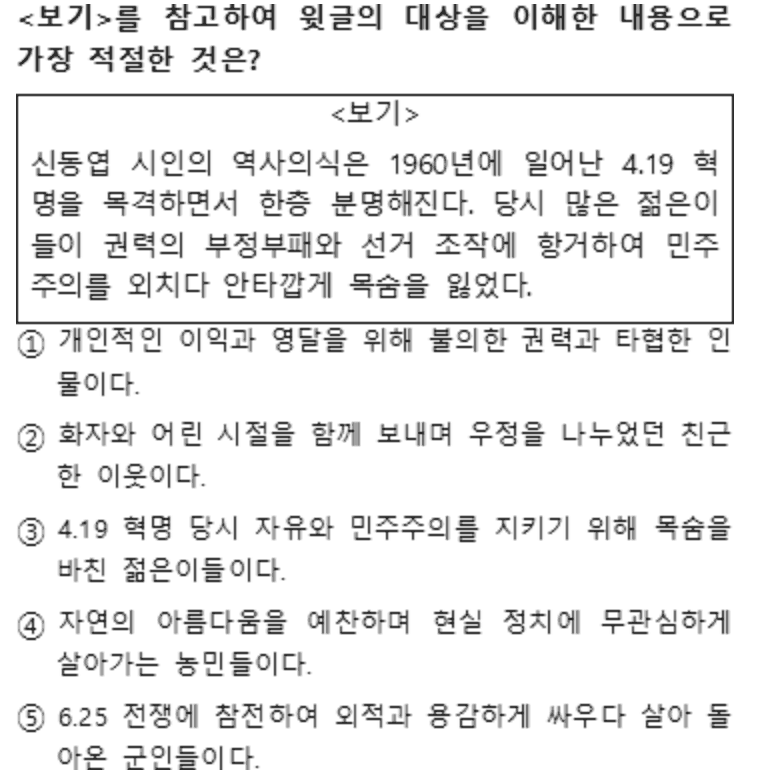 <보기>를 참고하여 윗글의 대상을 이해한 내용으로
가장 적절한 것은?
<보기>
신동엽 시인의 역사의식은 1960년에 일어난 4.19 혁
명을 목격하면서 한층 분명해진다. 당시 많은 젊은이
들이 권력의 부정부패와 선거 조작에 항거하여 민주
주의를 외치다 안타깝게 목숨을 잃었다.
① 개인적인 이익과 영달을 위해 불의한 권력과 타협한 인
물이다.
② 화자와 어린 시절을 함께 보내며 우정을 나누었던 친근
한 이웃이다.
③ 4.19 혁명 당시 자유와 민주주의를 지키기 위해 목숨을
바친 젊은이들이다.
④ 자연의 아름다움을 예찬하며 현실 정치에 무관심하게
살아가는 농민들이다.
⑤ 6.25 전쟁에 참전하여 외적과 용감하게 싸우다 살아 돌
아온 군인들이다.